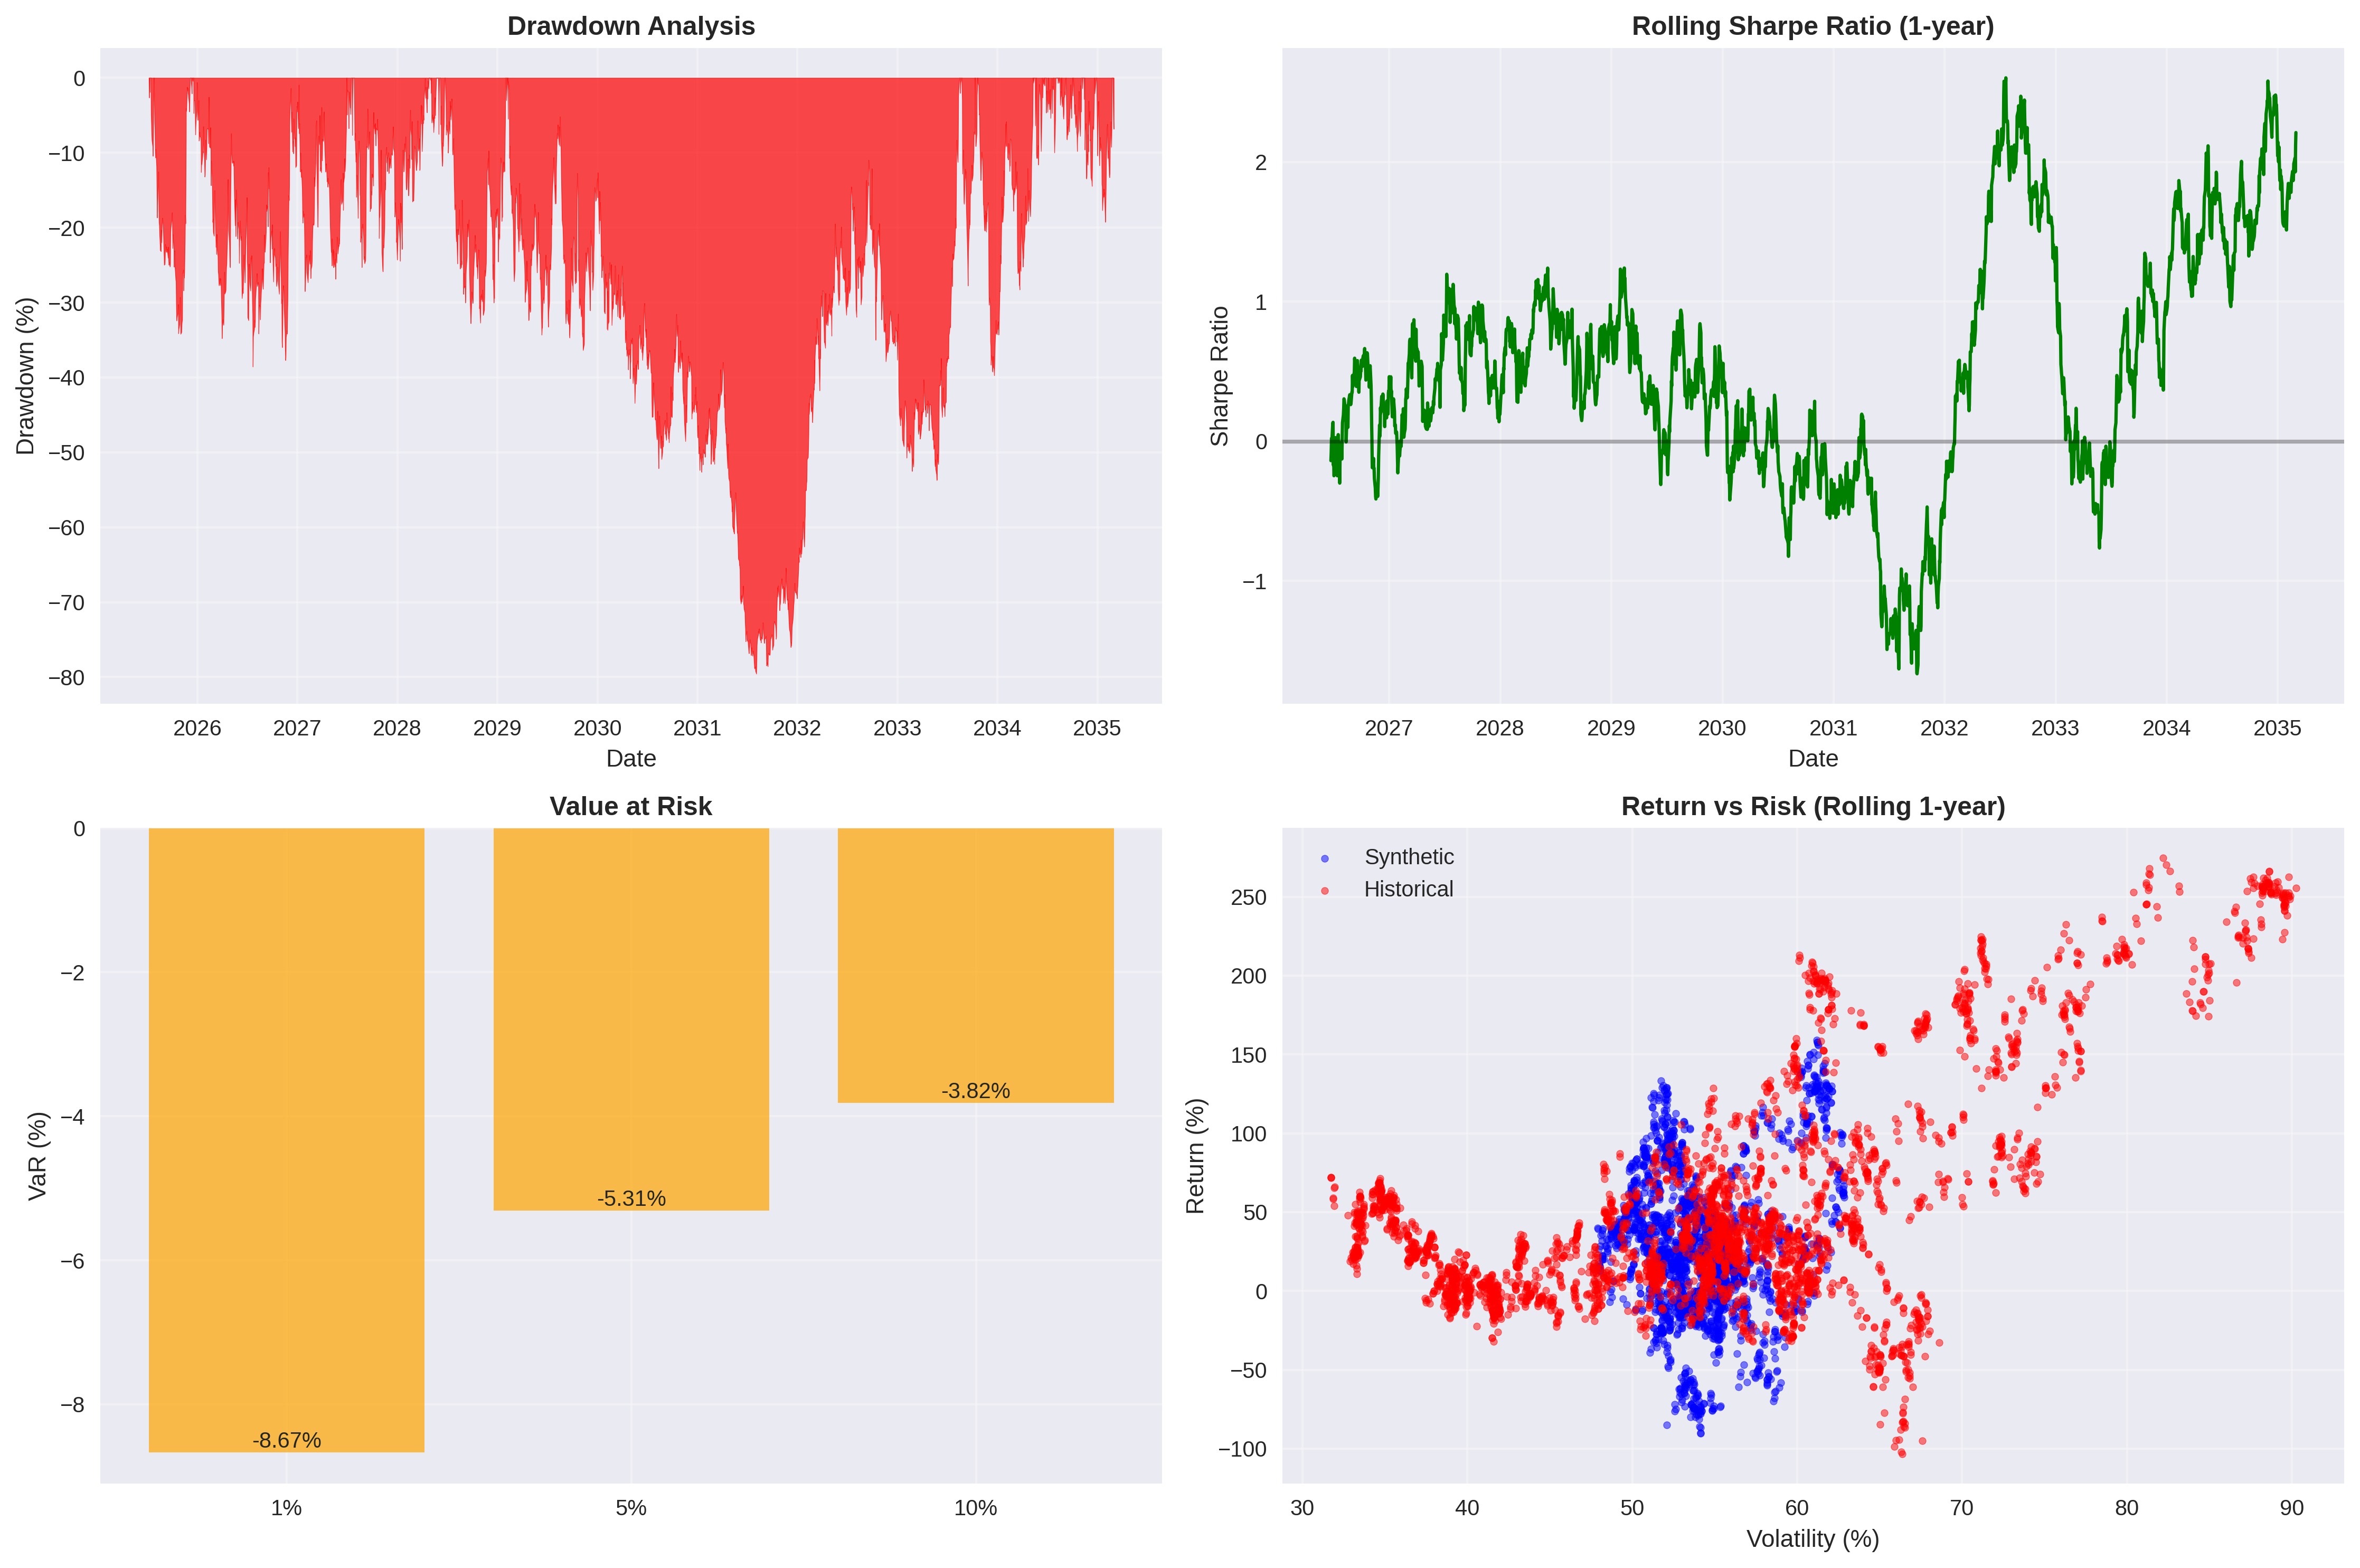 Drawdown Analysis
0
−10
−20
−30
−40
−50
−60
−70
−80
Drawdown (%)
2026 2027 2028 2029 2030 2031 2032 2033 2034 2035
Date
Rolling Sharpe Ratio (1-year)
2
1
0
−1
Sharpe Ratio
2027 2028 2029 2030 2031 2032 2033 2034 2035
Date
Value at Risk
0
−2
−4
−6
−8
VaR (%)
-8.67%
-5.31%
-3.82%
1% 5% 10%
Return vs Risk (Rolling 1-year)
Synthetic
Historical
250
200
150
100
50
0
−50
−100
Return (%)
30 40 50 60 70 80 90
Volatility (%)